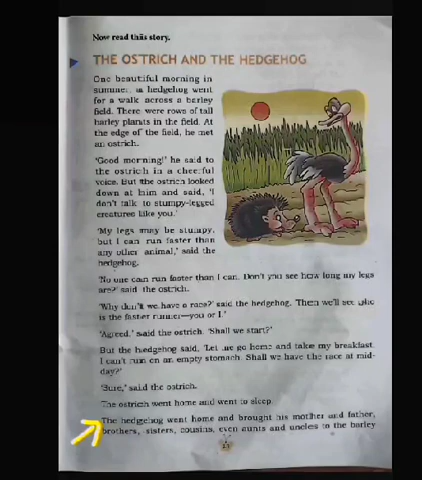 Now read this story.
THE OSTRICH AND THE HEDGEHOG
One beautiful morning in
summer, a hedgehog went
for a walk across a barley
field. There were rows of tall
barley plants in the field. At
the edge of the field, he met
an ostrich.
'Good morning!' he said to
the ostrich in a cheerful
voice. But the ostrich looked
down at him and said, 'I
don't talk to stumpy-legged
creatures like you.'
'My legs may be stumpy,
but I can run faster than
any other animal,' said the
hedgehog.
'No one can run faster than I can. Don't you see how long my legs
are?' said the ostrich.
'Why don't we have a race?' said the hedgehog. 'Then we'll see who
is the faster runner—you or I.'
'Agreed,' said the ostrich. 'Shall we start?'
But the hedgehog said, 'Let me go home and take my breakfast.
I can't run on an empty stomach. Shall we have the race at mid-
day?'
'Sure,' said the ostrich.
The ostrich went home and went to sleep.
The hedgehog went home and brought his mother and father,
brothers, sisters, cousins, even aunts and uncles to the barley